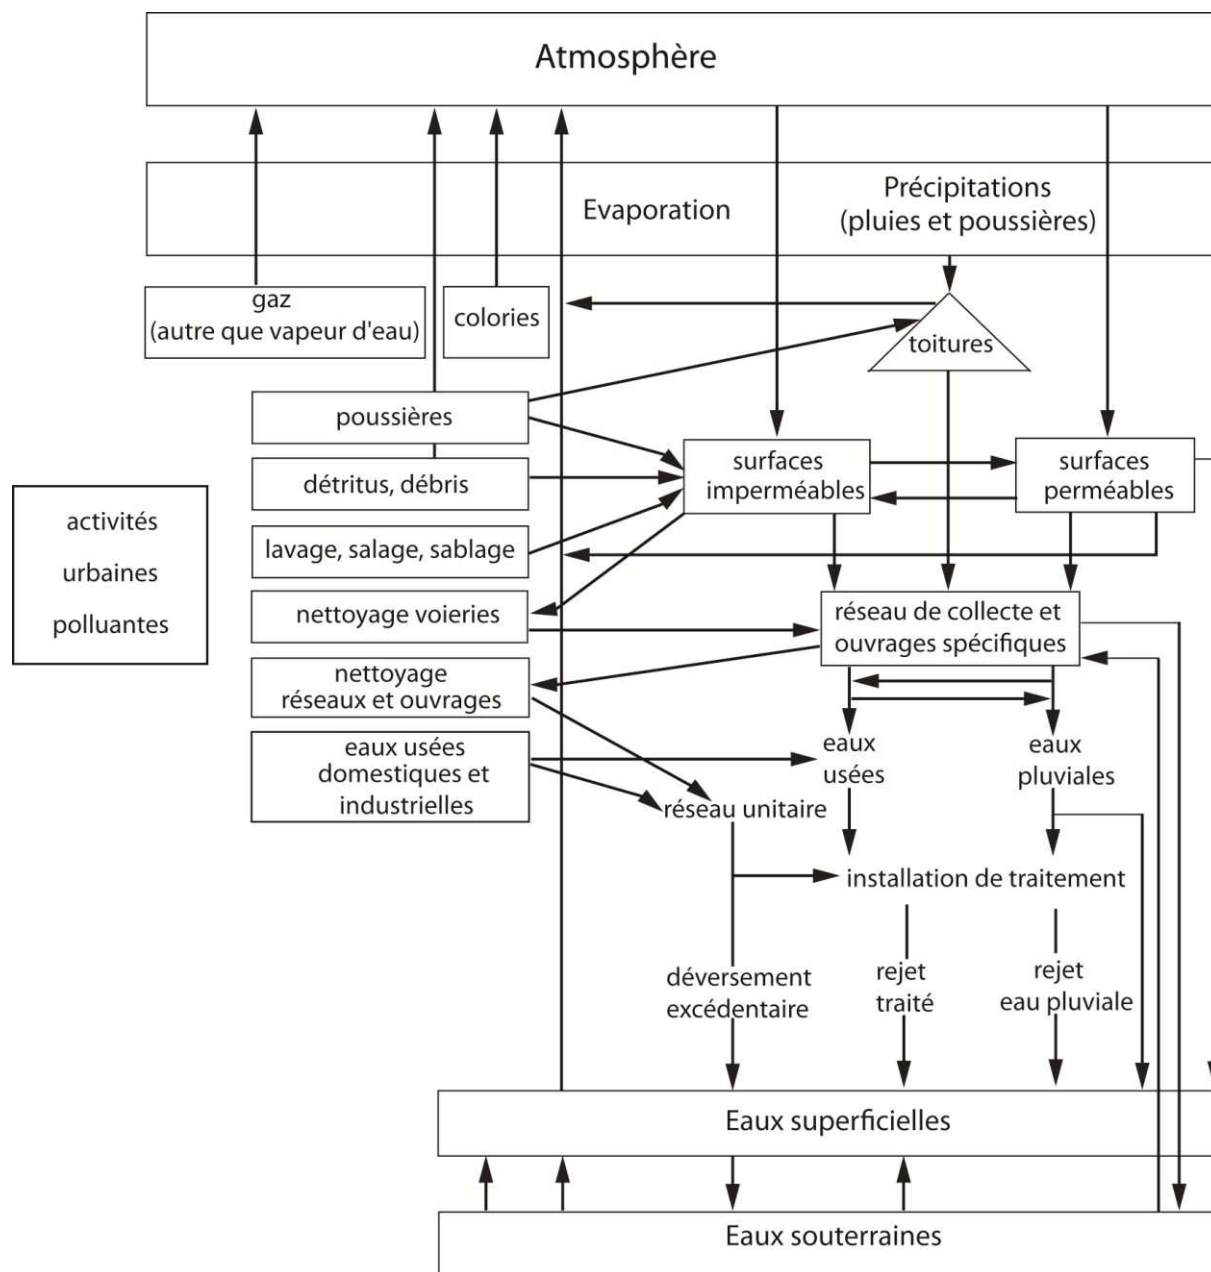 Atmosphère
Evaporation
Précipitations
(pluies et poussières)
gaz
(autre que vapeur d'eau)
colories
toitures
poussières
détritus, débris
surfaces
imperméables
surfaces
perméables
activités
urbaines
polluantes
lavage, salage, sablage
nettoyage voieries
réseau de collecte et
ouvrages spécifiques
nettoyage
réseaux et ouvrages
eaux usées
domestiques et
industrielles
eaux
usées
eaux
pluviales
réseau unitaire
installation de traitement
déversement
excédentaire
rejet
traité
rejet
eau pluviale
Eaux superficielles
Eaux souterraines